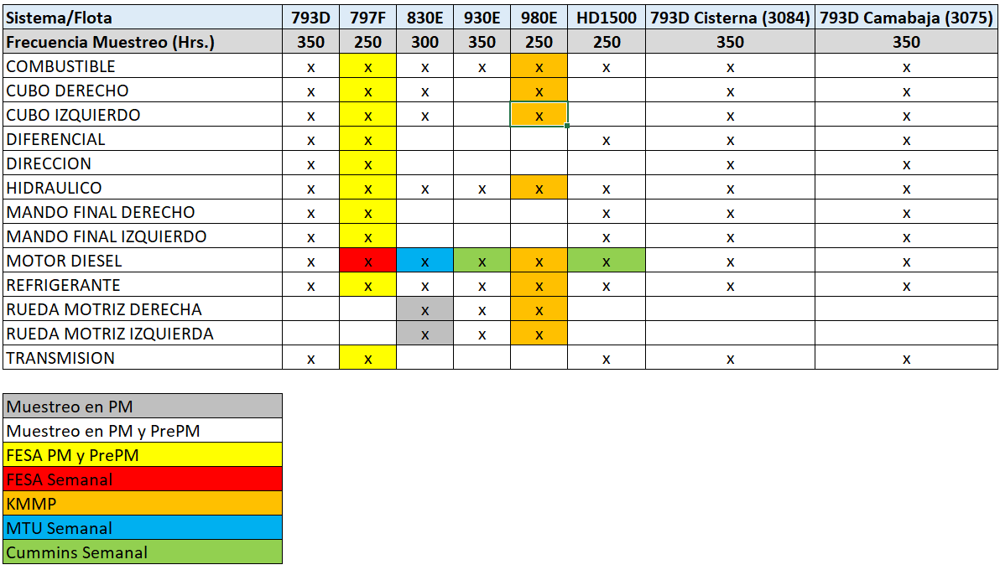 Sistema/Flota 793D 797F 830E 930E 980E HD1500 793D Cisterna (3084) 793D Camabaja (3075)
Frecuencia Muestreo (Hrs.) 350 250 300 350 250 250 350 350
COMBUSTIBLE x x x x x x x x
CUBO DERECHO x x x x x x
CUBO IZQUIERDO x x x x x x
DIFERENCIAL x x x x x
DIRECCION x x x x
HIDRAULICO x x x x x x x x
MANDO FINAL DERECHO x x x x x
MANDO FINAL IZQUIERDO x x x x x
MOTOR DIESEL x x x x x x x x
REFRIGERANTE x x x x x x x x
RUEDA MOTRIZ DERECHA x x x
RUEDA MOTRIZ IZQUIERDA x x x
TRANSMISION x x x x x
Muestreo en PM
Muestreo en PM y PrePM
FESA PM y PrePM
FESA Semanal
KMMP
MTU Semanal
Cummins Semanal